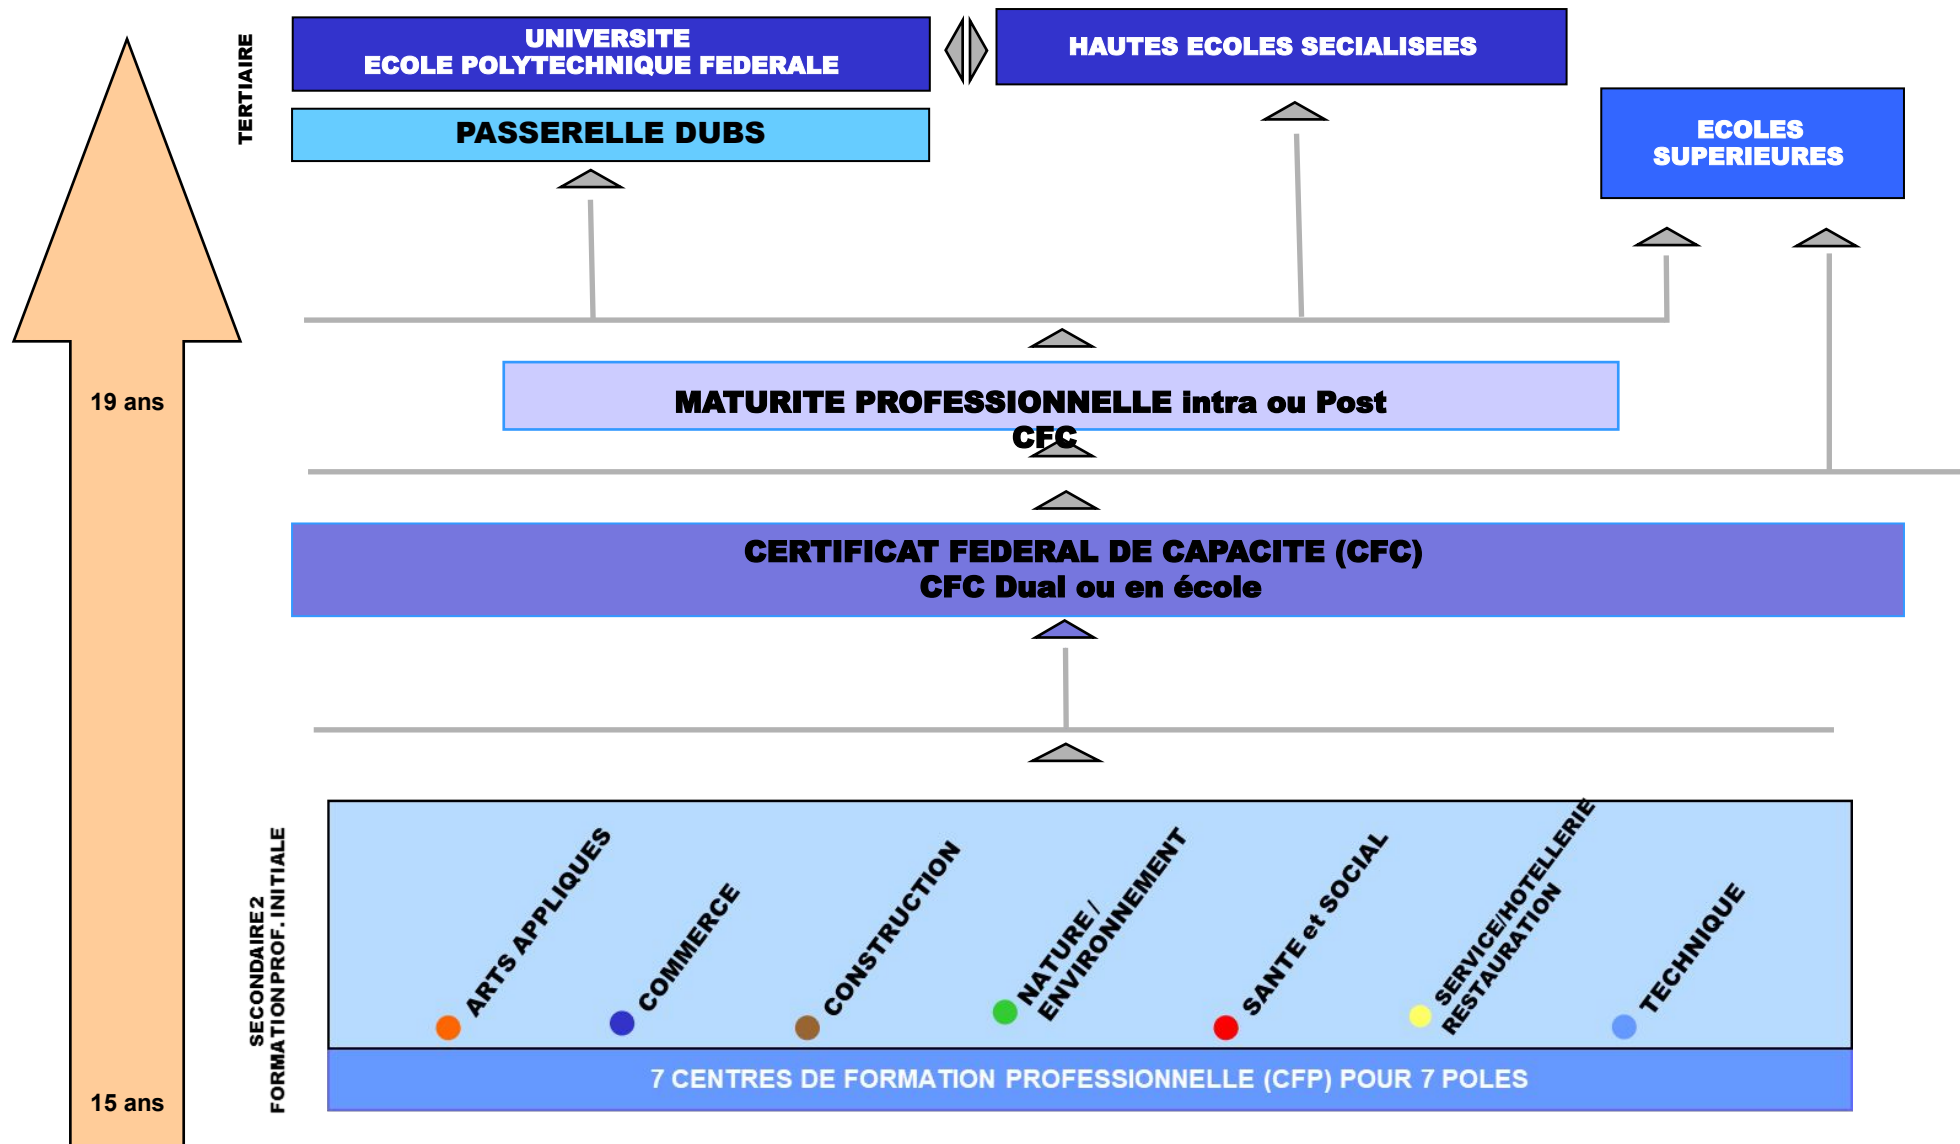 TERTIAIRE
UNIVERSITE
ECOLE POLYTECHNIQUE FEDERALE
HAUTES ECOLES SECIALISEES
PASSERELLE DUBS
ECOLES
SUPERIEURES
19 ans
MATURITE PROFESSIONNELLE intra ou Post
CFC
CERTIFICAT FEDERAL DE CAPACITE (CFC)
CFC Dual ou en école
SECONDAIRE 2
FORMATION PROF. INITIALE
ARTS APPLIQUES
COMMERCE
CONSTRUCTION
NATURE /
ENVIRONNEMENT
SANTE et SOCIAL
SERVICE/HOTELLERIE
RESTAURATION
TECHNIQUE
7 CENTRES DE FORMATION PROFESSIONNELLE (CFP) POUR 7 POLES
15 ans